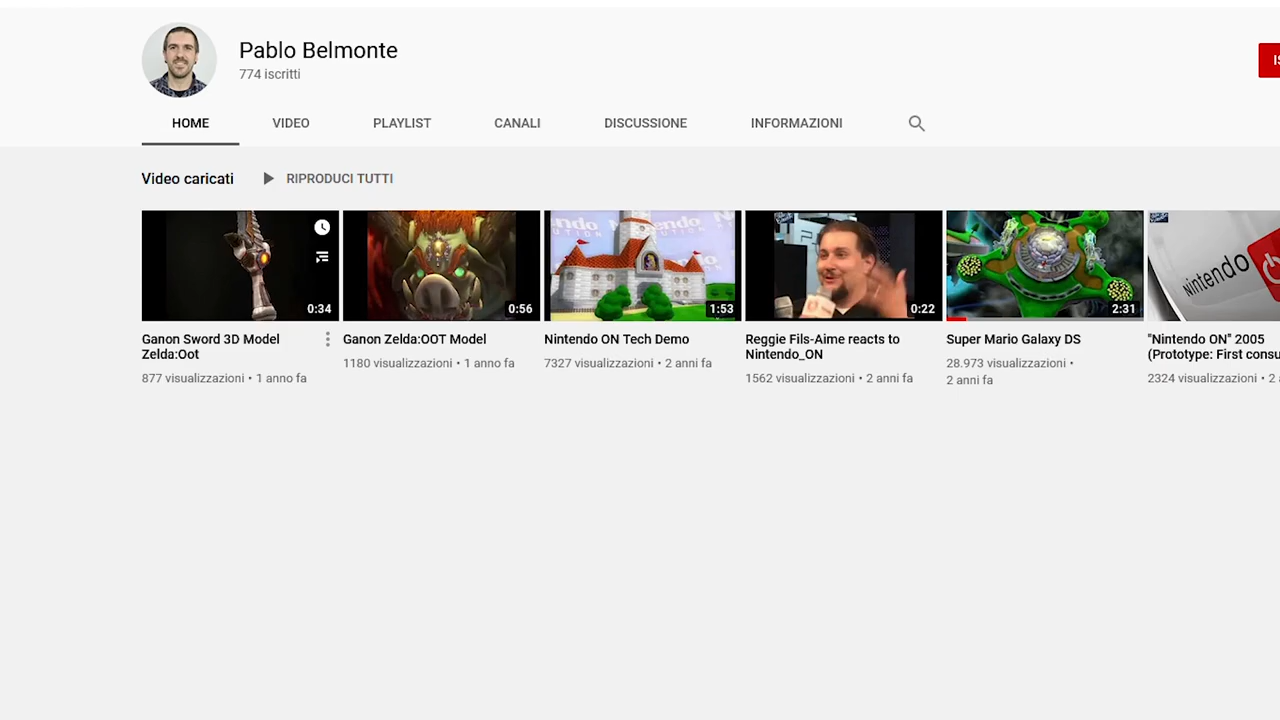 Pablo Belmonte
774 iscritti
HOME VIDEO PLAYLIST CANALI DISCUSSIONE INFORMAZIONI
Video caricati RIPRODUCI TUTTI
0:34 0:56 1:53 0:22 2:31
Nintendo
Ganon Sword 3D Model
Zelda:Oot
877 visualizzazioni • 1 anno fa
Ganon Zelda:OOT Model
1180 visualizzazioni • 1 anno fa
Nintendo ON Tech Demo
7327 visualizzazioni • 2 anni fa
Reggie Fils-Aime reacts to
Nintendo_ON
1562 visualizzazioni • 2 anni fa
Super Mario Galaxy DS
28.973 visualizzazioni •
2 anni fa
"Nintendo ON" 2005
(Prototype: First consu
2324 visualizzazioni • 2